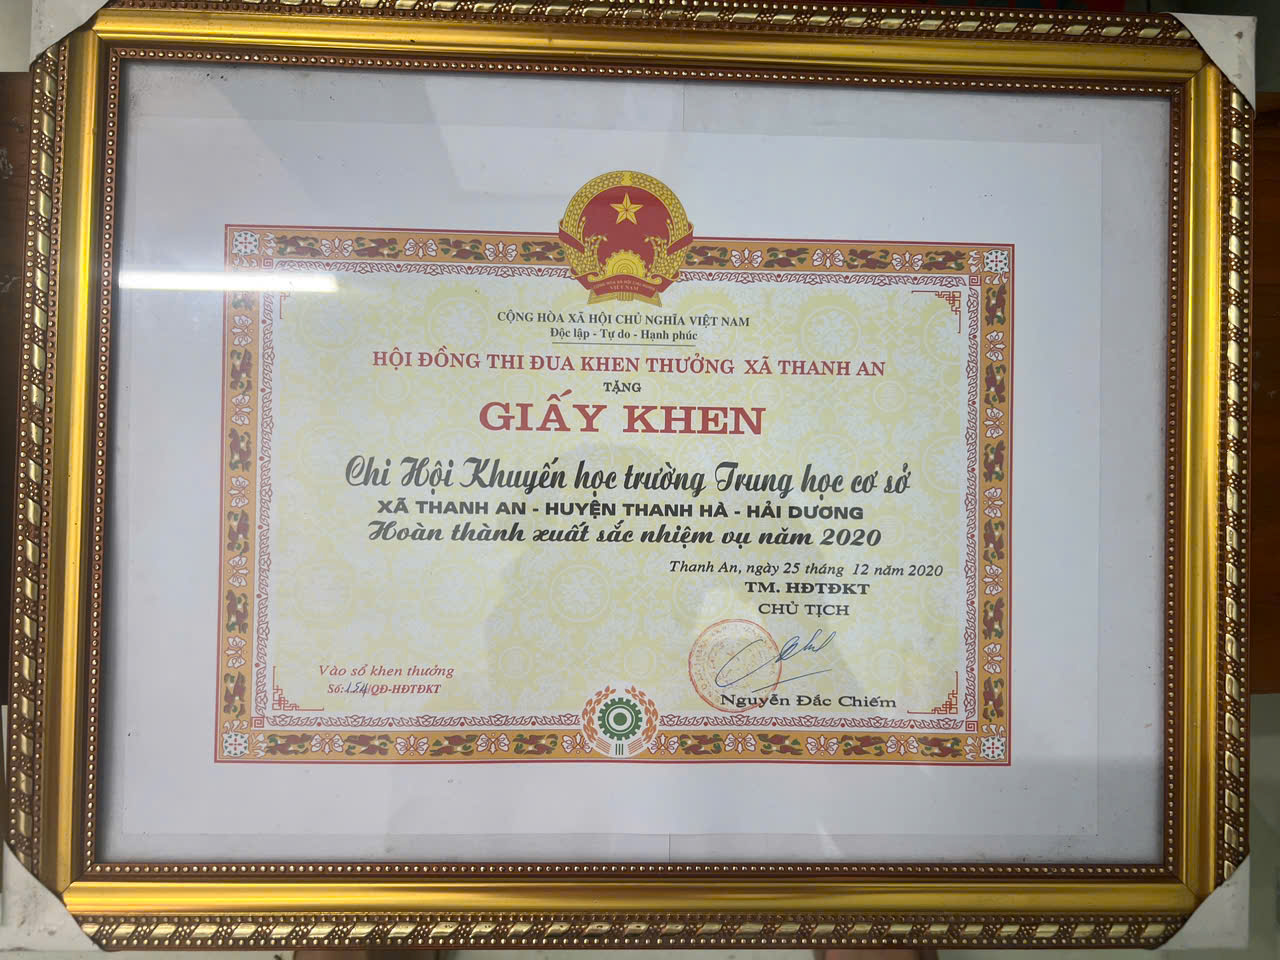 CỘNG HÒA XÃ HỘI CHỦ NGHĨA VIỆT NAM
Độc lập - Tự do - Hạnh phúc
HỘI ĐỒNG THI ĐUA KHEN THƯỞNG XÃ THANH AN
TẶNG
GIẤY KHEN
Chi Hội Khuyến học trường Trung học cơ sở
XÃ THANH AN - HUYỆN THANH HÀ - HẢI DƯƠNG
Hoàn thành xuất sắc nhiệm vụ năm 2020
Thanh An, ngày 25 tháng 12 năm 2020
TM. HĐTĐKT
CHỦ TỊCH
Nguyễn Đắc Chiếm
Vào sổ khen thưởng
Số: /QĐ-HĐTĐKT